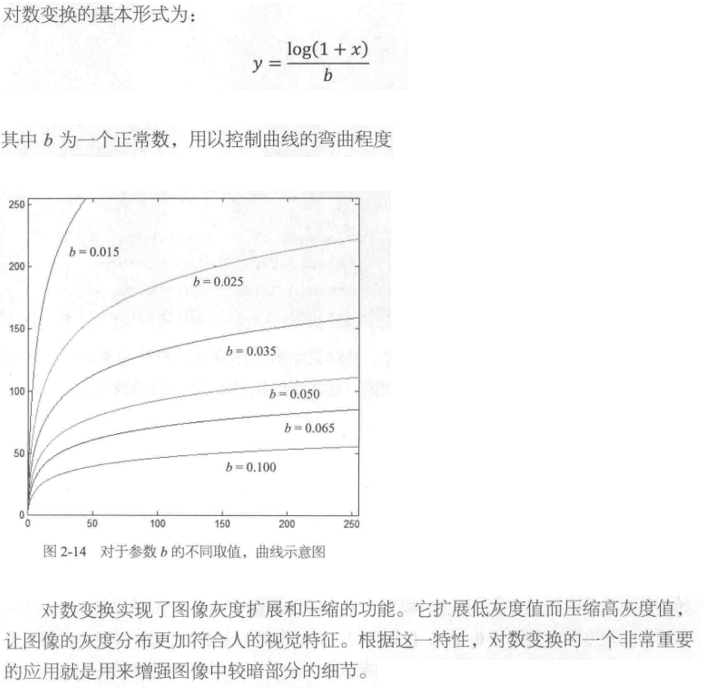 对数变换的基本形式为：
y = log(1 + x) / b
其中 b 为一个正常数，用以控制曲线的弯曲程度
250
b = 0.015
200
b = 0.025
150
b = 0.035
100
b = 0.050
b = 0.065
50
b = 0.100
0
0 50 100 150 200 250
图 2-14 对于参数 b 的不同取值，曲线示意图
对数变换实现了图像灰度扩展和压缩的功能。它扩展低灰度值而压缩高灰度值，
让图像的灰度分布更加符合人的视觉特征。根据这一特性，对数变换的一个非常重要
的应用就是用来增强图像中较暗部分的细节。